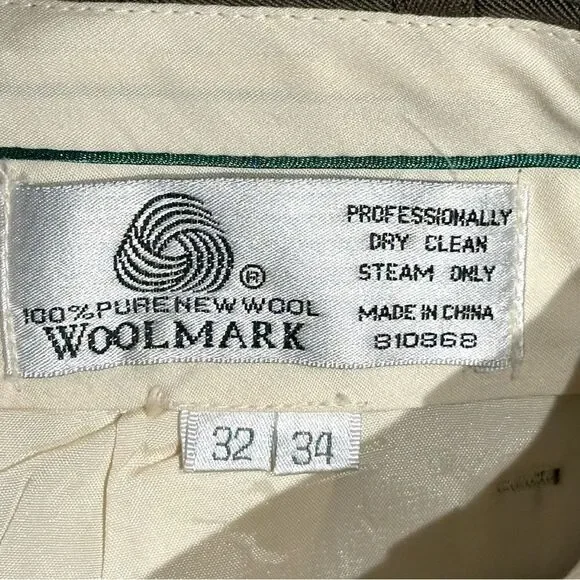 ®
100% PURE NEW WOOL
WOOLMARK
PROFESSIONALLY
DRY CLEAN
STEAM ONLY
MADE IN CHINA
810868
32 34